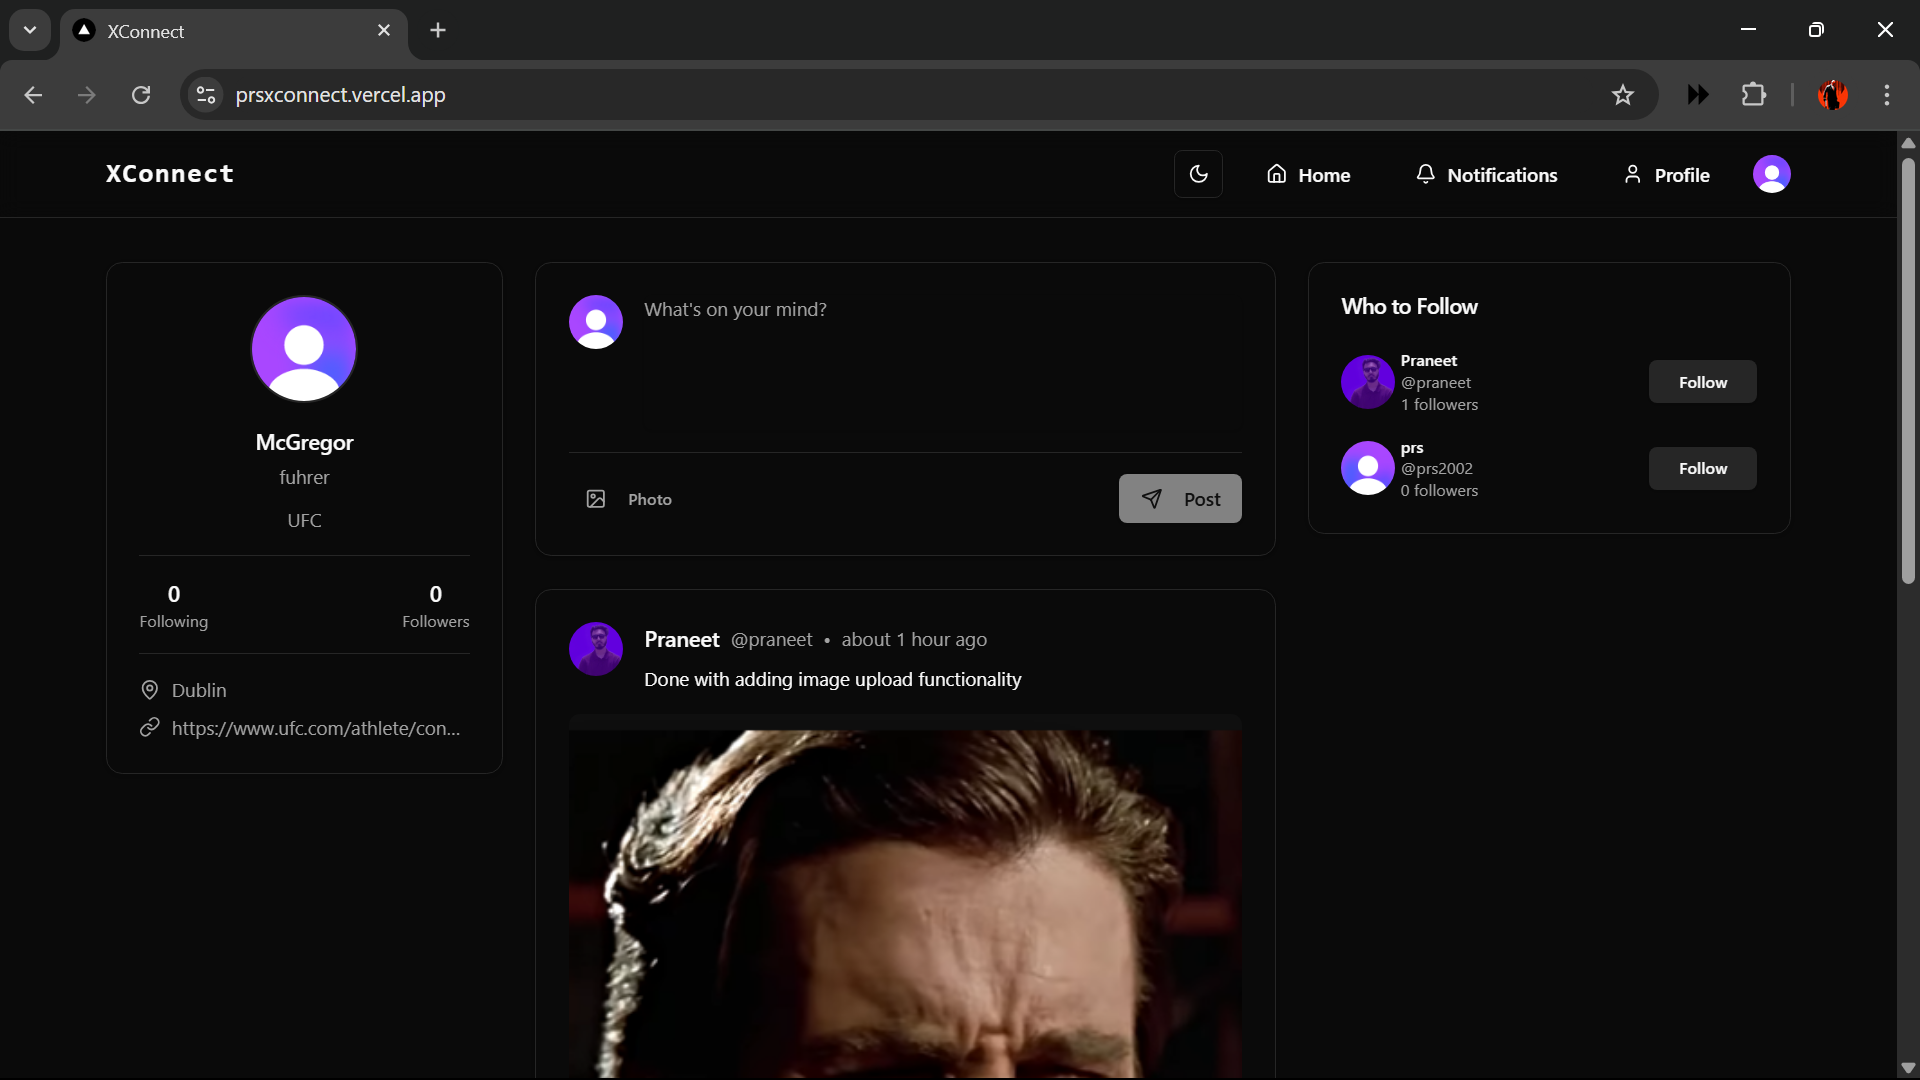 XConnect
prsxconnect.vercel.app
XConnect
Home
Notifications
Profile
McGregor
fuhrer
UFC
0
Following
0
Followers
Dublin
https://www.ufc.com/athlete/con...
What's on your mind?
Photo
Post
Praneet @praneet • about 1 hour ago
Done with adding image upload functionality
Who to Follow
Praneet
@praneet
1 followers
Follow
prs
@prs2002
0 followers
Follow